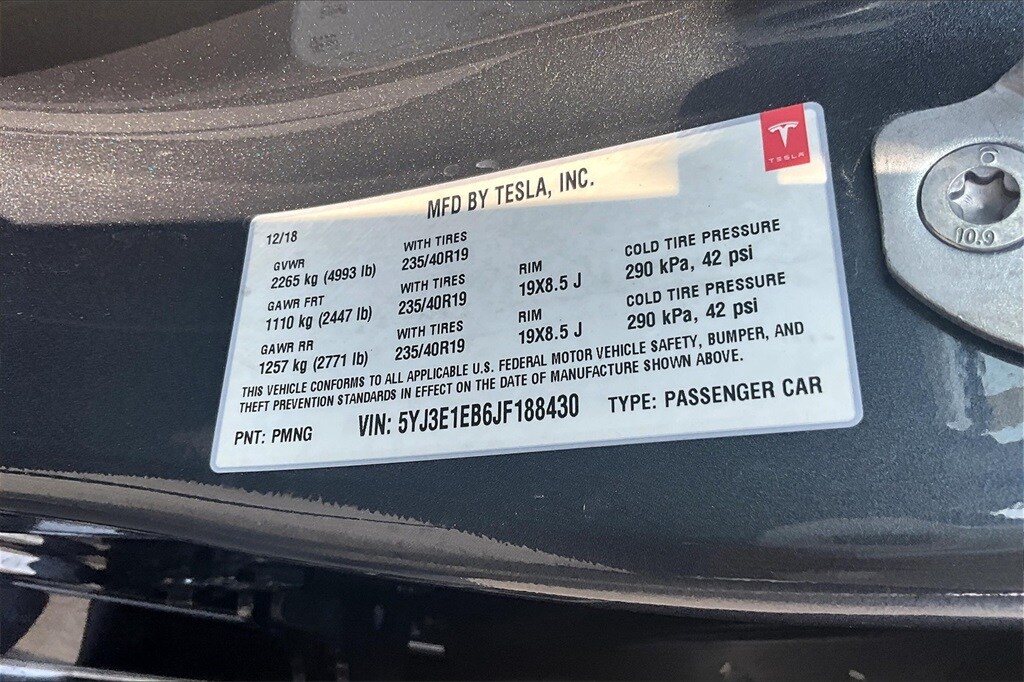 TESLA
MFD BY TESLA, INC.
12/18
GVWR
2265 kg (4993 lb)
WITH TIRES
235/40R19
GAWR FRT
1110 kg (2447 lb)
WITH TIRES
235/40R19
RIM
19X8.5 J
COLD TIRE PRESSURE
290 kPa, 42 psi
GAWR RR
1257 kg (2771 lb)
WITH TIRES
235/40R19
RIM
19X8.5 J
COLD TIRE PRESSURE
290 kPa, 42 psi
THIS VEHICLE CONFORMS TO ALL APPLICABLE U.S. FEDERAL MOTOR VEHICLE SAFETY, BUMPER, AND
THEFT PREVENTION STANDARDS IN EFFECT ON THE DATE OF MANUFACTURE SHOWN ABOVE.
PNT: PMNG VIN: 5YJ3E1EB6JF188430 TYPE: PASSENGER CAR
10.9